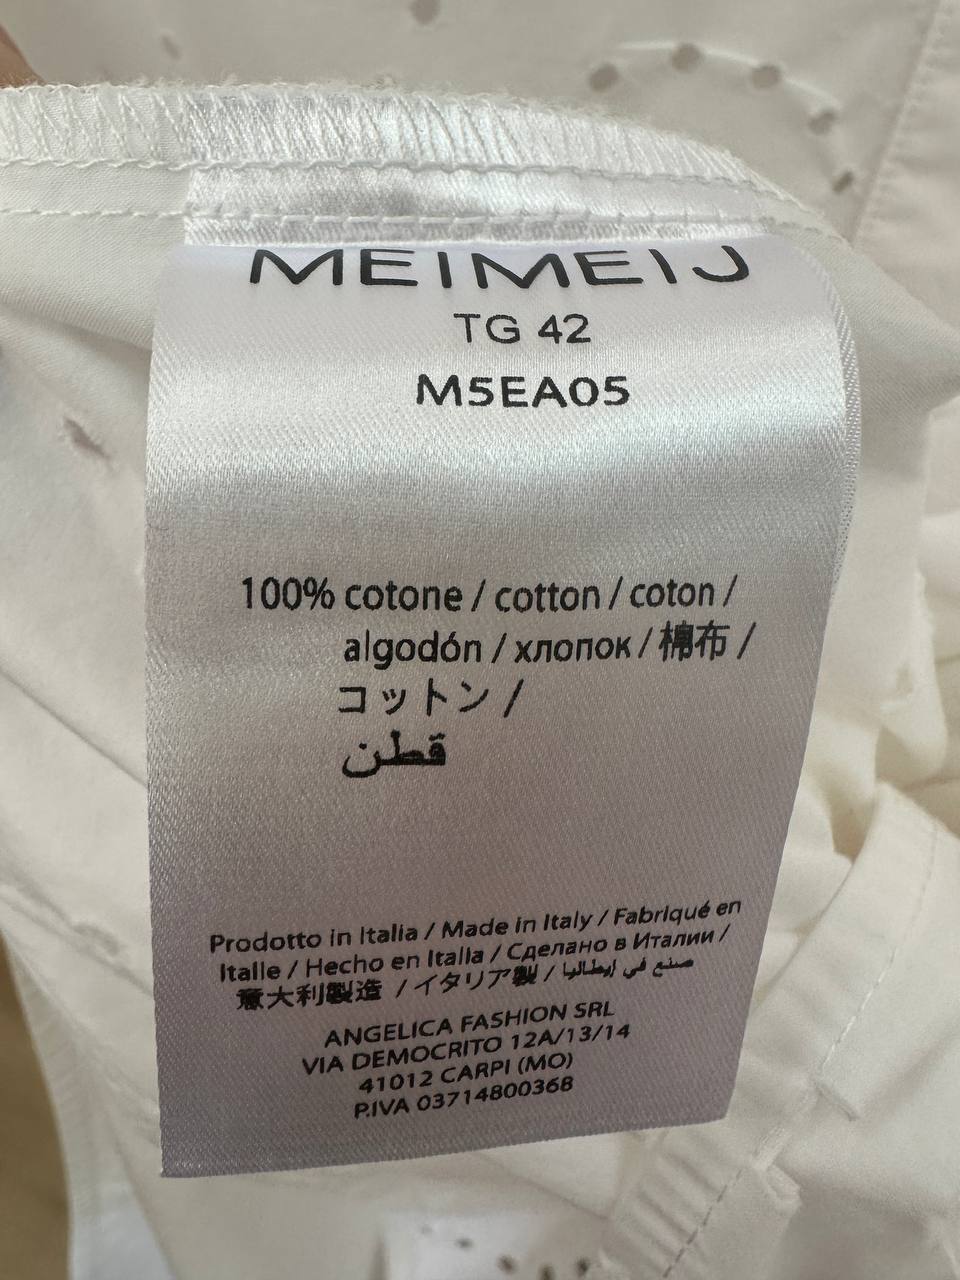 MEIMEIJ
TG 42
M5EA05
100% cotone / cotton / coton /
algodón / хлопок / 棉布 /
コットン /
قطن
Prodotto in Italia / Made in Italy / Fabriqué en
Italie / Hecho en Italia / Сделано в Италии /
意大利製造 / イタリア製 / صنع في إيطاليا
ANGELICA FASHION SRL
VIA DEMOCRITO 12A/13/14
41012 CARPI (MO)
P.IVA 03714800368